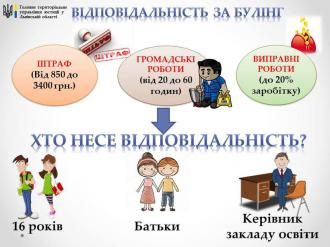 Головне територіальне
управління юстиції у
Львівській області
ВІДПОВІДАЛЬНІСТЬ ЗА БУЛІНГ
ШТРАФ
(Від 850 до
3400 грн.)
ШТРАФ
ГРОМАДСЬКІ
РОБОТИ
(від 20 до 60
годин)
ВИПРАВНІ
РОБОТИ
(до 20%
заробітку)
ХТО НЕСЕ ВІДПОВІДАЛЬНІСТЬ?
16 років
Батьки
Керівник
закладу освіти